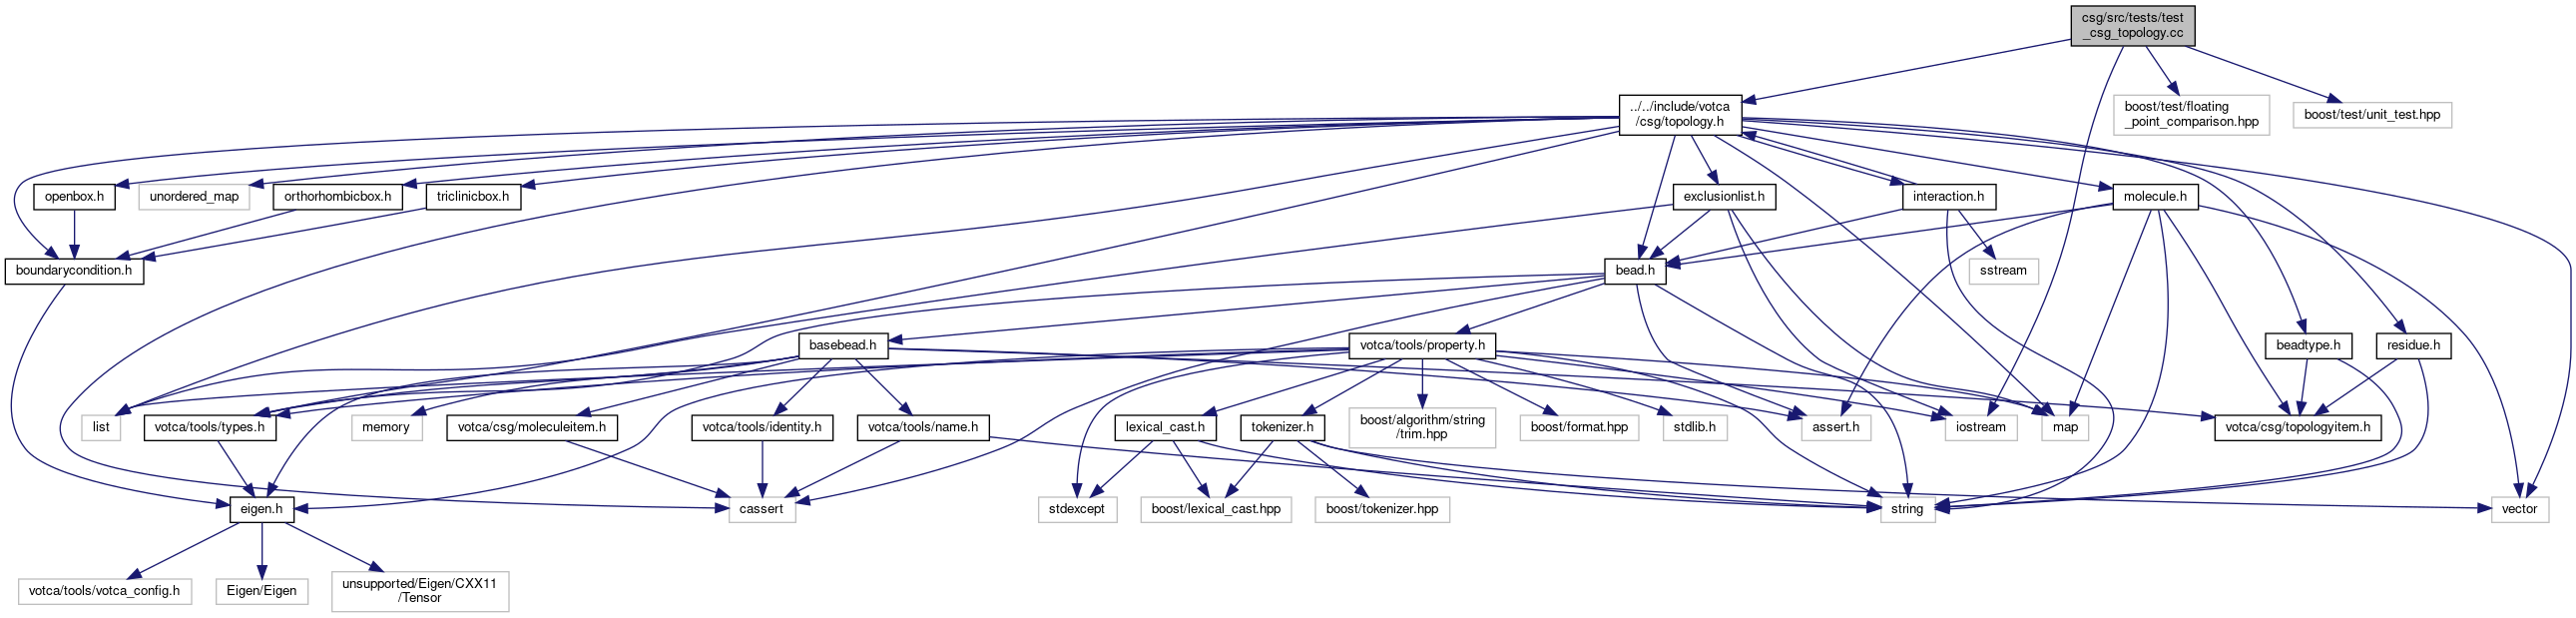 csg/src/tests/test
_csg_topology.cc
../../include/votca
/csg/topology.h
boost/test/floating
_point_comparison.hpp
boost/test/unit_test.hpp
openbox.h
unordered_map
orthorhombicbox.h
triclinicbox.h
exclusionlist.h
interaction.h
molecule.h
boundarycondition.h
bead.h
sstream
basebead.h
votca/tools/property.h
beadtype.h
residue.h
list
votca/tools/types.h
memory
votca/csg/moleculeitem.h
votca/tools/identity.h
votca/tools/name.h
lexical_cast.h
tokenizer.h
boost/algorithm/string
/trim.hpp
boost/format.hpp
stdlib.h
assert.h
iostream
map
votca/csg/topologyitem.h
eigen.h
cassert
stdexcept
boost/lexical_cast.hpp
boost/tokenizer.hpp
string
vector
votca/tools/votca_config.h
Eigen/Eigen
unsupported/Eigen/CXX11
/Tensor